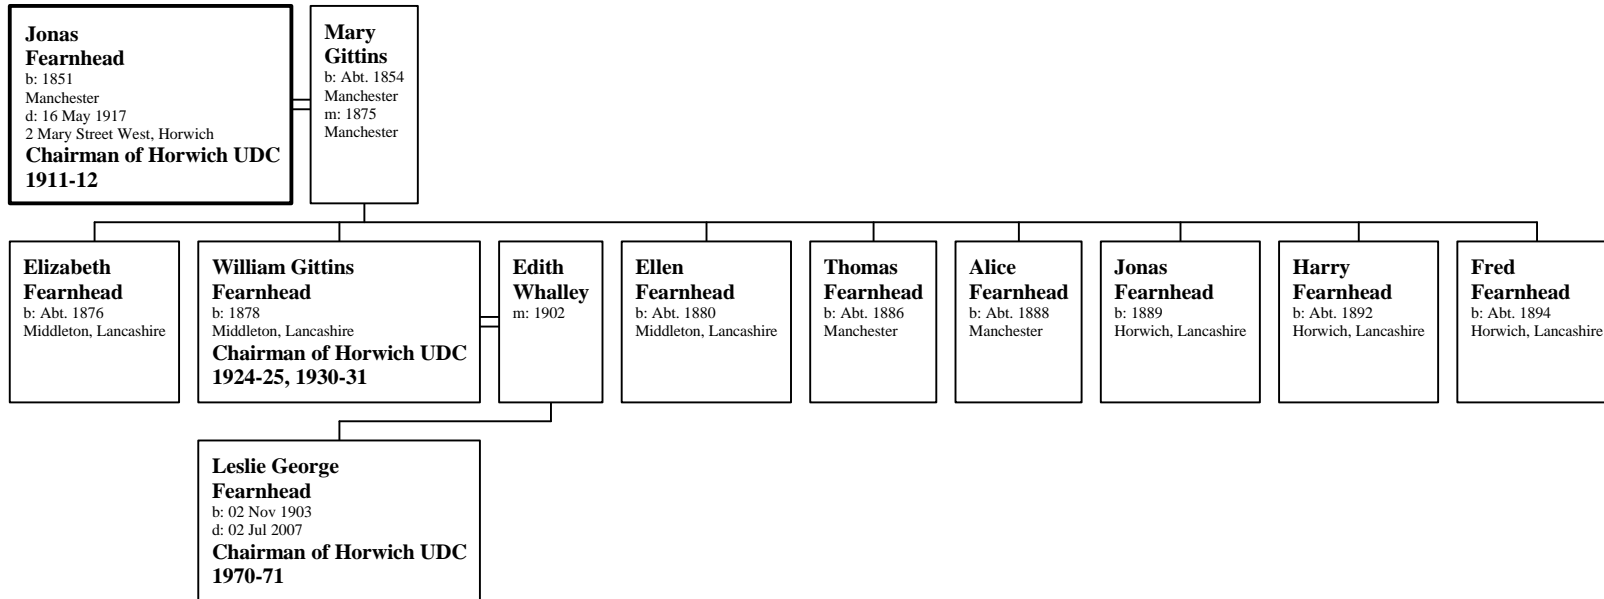 Jonas
Fearnhead
b: 1851
Manchester
d: 16 May 1917
2 Mary Street West, Horwich
Chairman of Horwich UDC
1911-12
Mary
Gittins
b: Abt. 1854
Manchester
m: 1875
Manchester
Elizabeth
Fearnhead
b: Abt. 1876
Middleton, Lancashire
William Gittins
Fearnhead
b: 1878
Middleton, Lancashire
Chairman of Horwich UDC
1924-25, 1930-31
Edith
Whalley
m: 1902
Ellen
Fearnhead
b: Abt. 1880
Middleton, Lancashire
Thomas
Fearnhead
b: Abt. 1886
Manchester
Alice
Fearnhead
b: Abt. 1888
Manchester
Jonas
Fearnhead
b: 1889
Horwich, Lancashire
Harry
Fearnhead
b: Abt. 1892
Horwich, Lancashire
Fred
Fearnhead
b: Abt. 1894
Horwich, Lancashire
Leslie George
Fearnhead
b: 02 Nov 1903
d: 02 Jul 2007
Chairman of Horwich UDC
1970-71